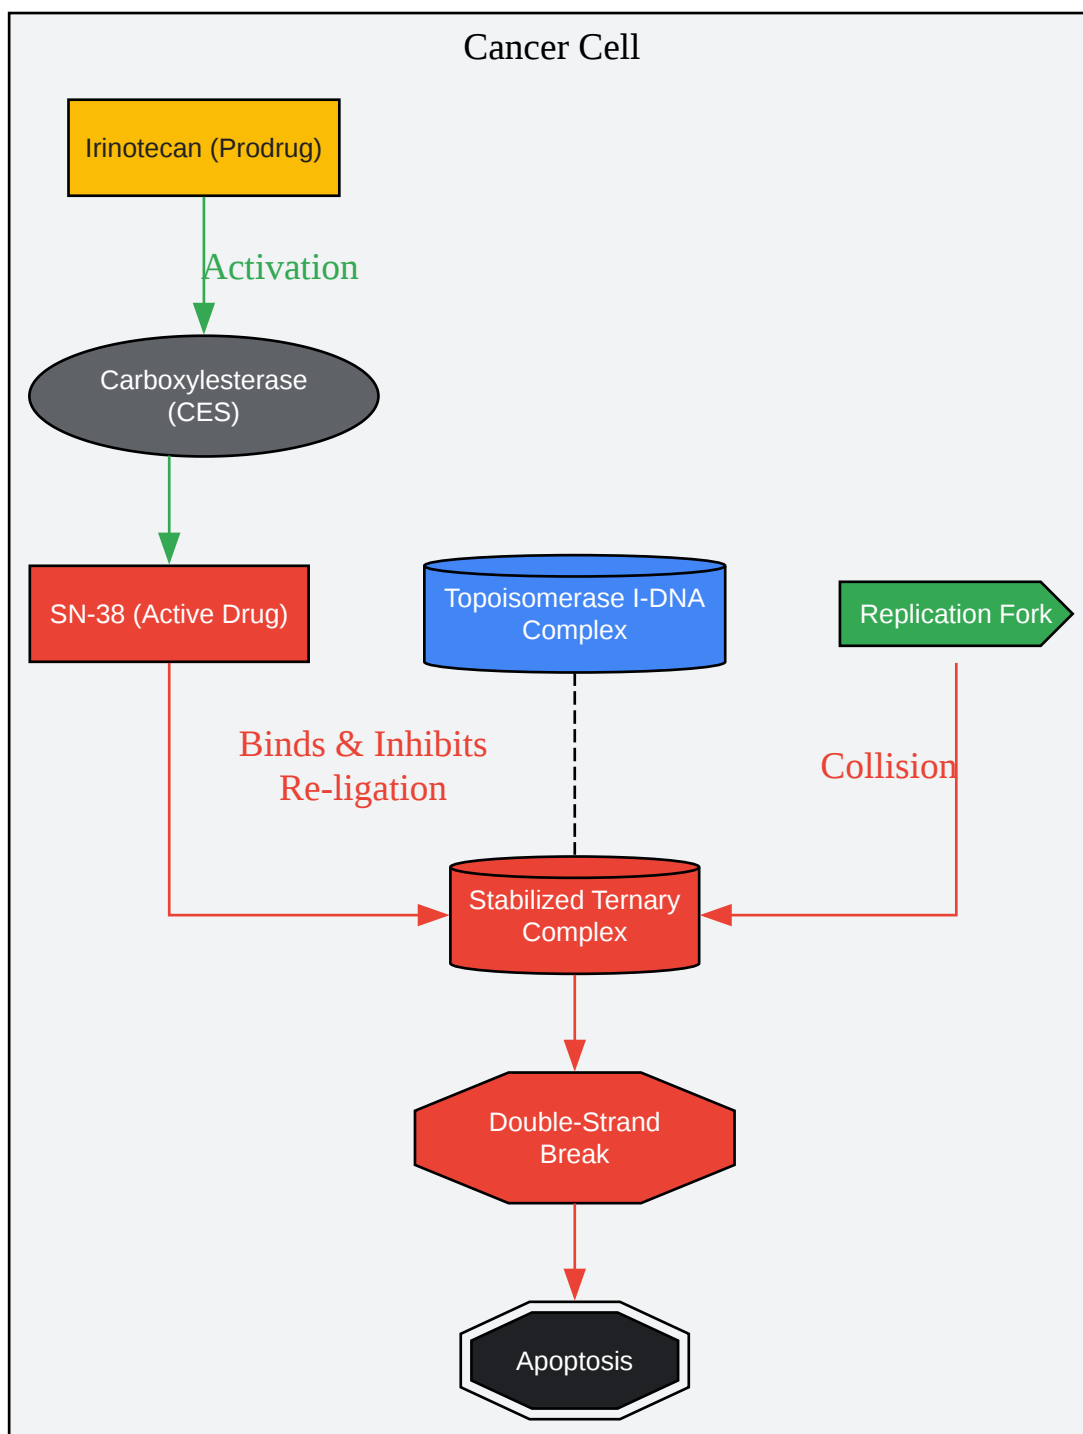 Cancer Cell
Irinotecan (Prodrug)
Activation
Carboxylesterase
(CES)
SN-38 (Active Drug)
Topoisomerase I-DNA
Complex
Replication Fork
Binds & Inhibits
Re-ligation
Collision
Stabilized Ternary
Complex
Double-Strand
Break
Apoptosis